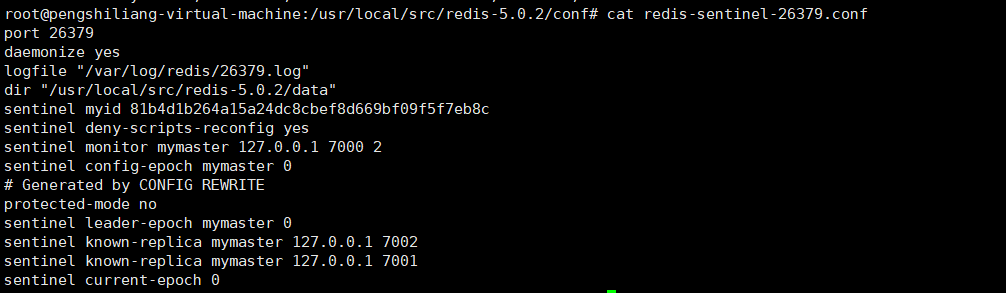 root@pengshiliang-virtual-machine:/usr/local/src/redis-5.0.2/conf# cat redis-sentinel-26379.conf
port 26379
daemonize yes
logfile "/var/log/redis/26379.log"
dir "/usr/local/src/redis-5.0.2/data"
sentinel myid 81b4d1b264a15a24dc8cbef8d669bf09f5f7eb8c
sentinel deny-scripts-reconfig yes
sentinel monitor mymaster 127.0.0.1 7000 2
sentinel config-epoch mymaster 0
# Generated by CONFIG REWRITE
protected-mode no
sentinel leader-epoch mymaster 0
sentinel known-replica mymaster 127.0.0.1 7002
sentinel known-replica mymaster 127.0.0.1 7001
sentinel current-epoch 0